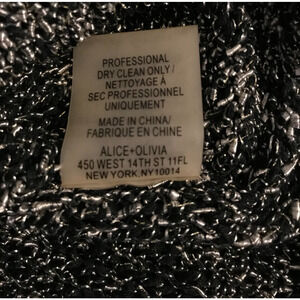 PROFESSIONAL
DRY CLEAN ONLY/
NETTOYAGE À
SEC PROFESSIONNEL
UNIQUEMENT
MADE IN CHINA/
FABRIQUE EN CHINE
ALICE+OLIVIA
450 WEST 14TH ST 11FL
NEW YORK,NY10014